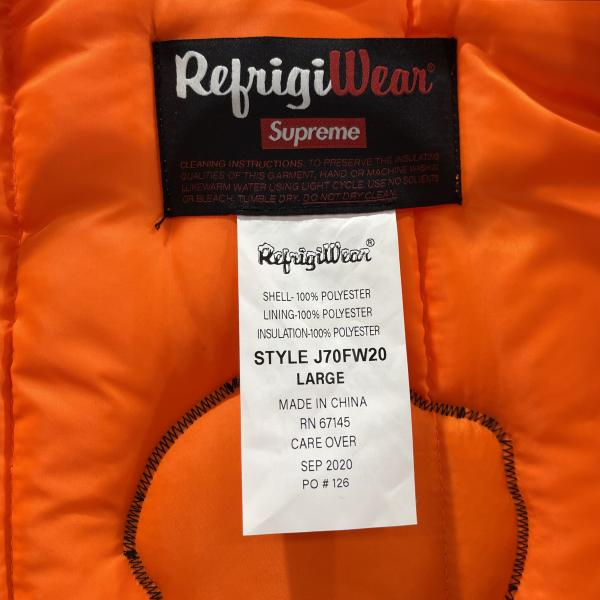 RefrigiWear®
Supreme
CLEANING INSTRUCTIONS: TO PRESERVE THE INSULATING
QUALITIES OF THIS GARMENT, HAND OR MACHINE WASH IN
LUKEWARM WATER USING LIGHT CYCLE. USE NO SOLVENTS
OR BLEACH. TUMBLE DRY. DO NOT DRY CLEAN.
RefrigiWear®
SHELL- 100% POLYESTER
LINING-100% POLYESTER
INSULATION-100% POLYESTER
STYLE J70FW20
LARGE
MADE IN CHINA
RN 67145
CARE OVER
SEP 2020
PO # 126